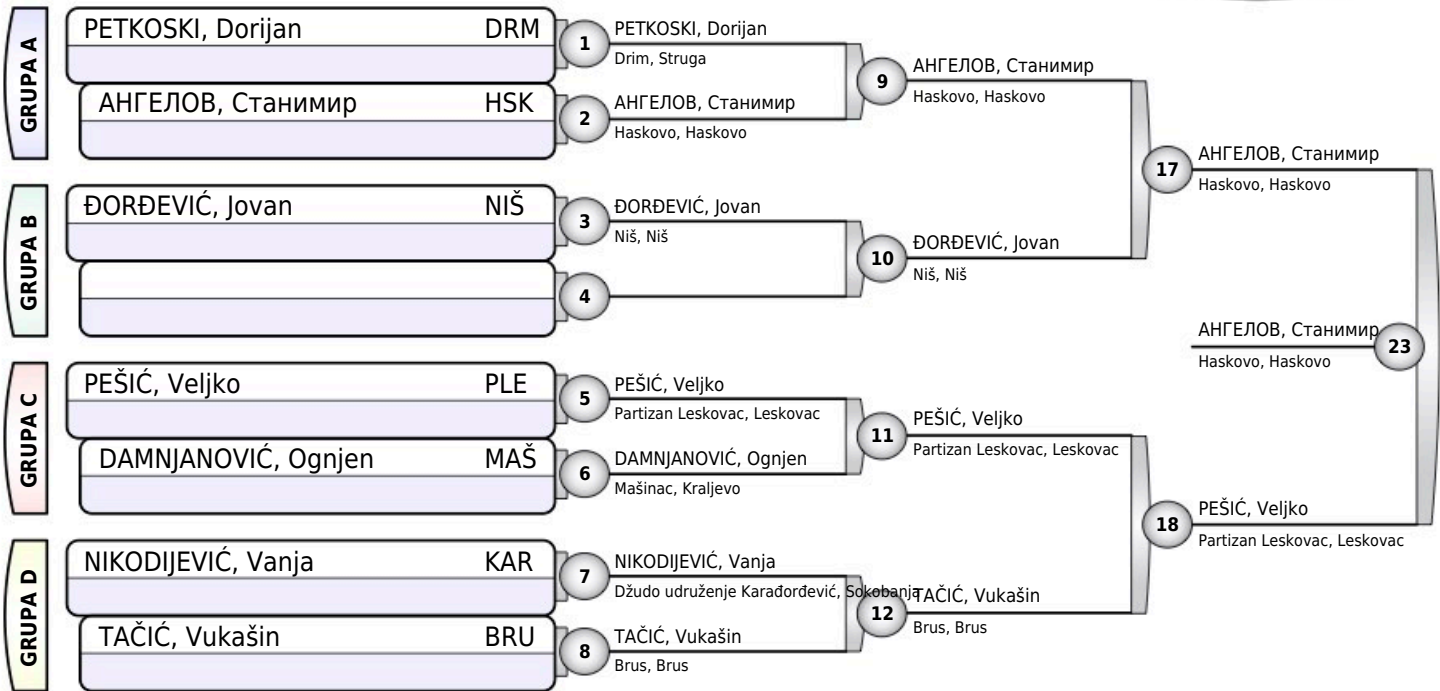 GRUPA A
PETKOSKI, Dorijan DRM
АНГЕЛОВ, Станимир HSK
1
PETKOSKI, Dorijan
Drim, Struga
2
АНГЕЛОВ, Станимир
Haskovo, Haskovo
9
АНГЕЛОВ, Станимир
Haskovo, Haskovo
GRUPA B
ĐORĐEVIĆ, Jovan NIŠ
3
ĐORĐEVIĆ, Jovan
Niš, Niš
4
10
ĐORĐEVIĆ, Jovan
Niš, Niš
17
АНГЕЛОВ, Станимир
Haskovo, Haskovo
GRUPA C
PEŠIĆ, Veljko PLE
DAMNJANOVIĆ, Ognjen MAŠ
5
PEŠIĆ, Veljko
Partizan Leskovac, Leskovac
6
DAMNJANOVIĆ, Ognjen
Mašinac, Kraljevo
11
PEŠIĆ, Veljko
Partizan Leskovac, Leskovac
GRUPA D
NIKODIJEVIĆ, Vanja KAR
TAČIĆ, Vukašin BRU
7
NIKODIJEVIĆ, Vanja
Džudo udruženje Karađorđević, Sokobanja
8
TAČIĆ, Vukašin
Brus, Brus
12
TAČIĆ, Vukašin
Brus, Brus
18
PEŠIĆ, Veljko
Partizan Leskovac, Leskovac
АНГЕЛОВ, Станимир
Haskovo, Haskovo
23